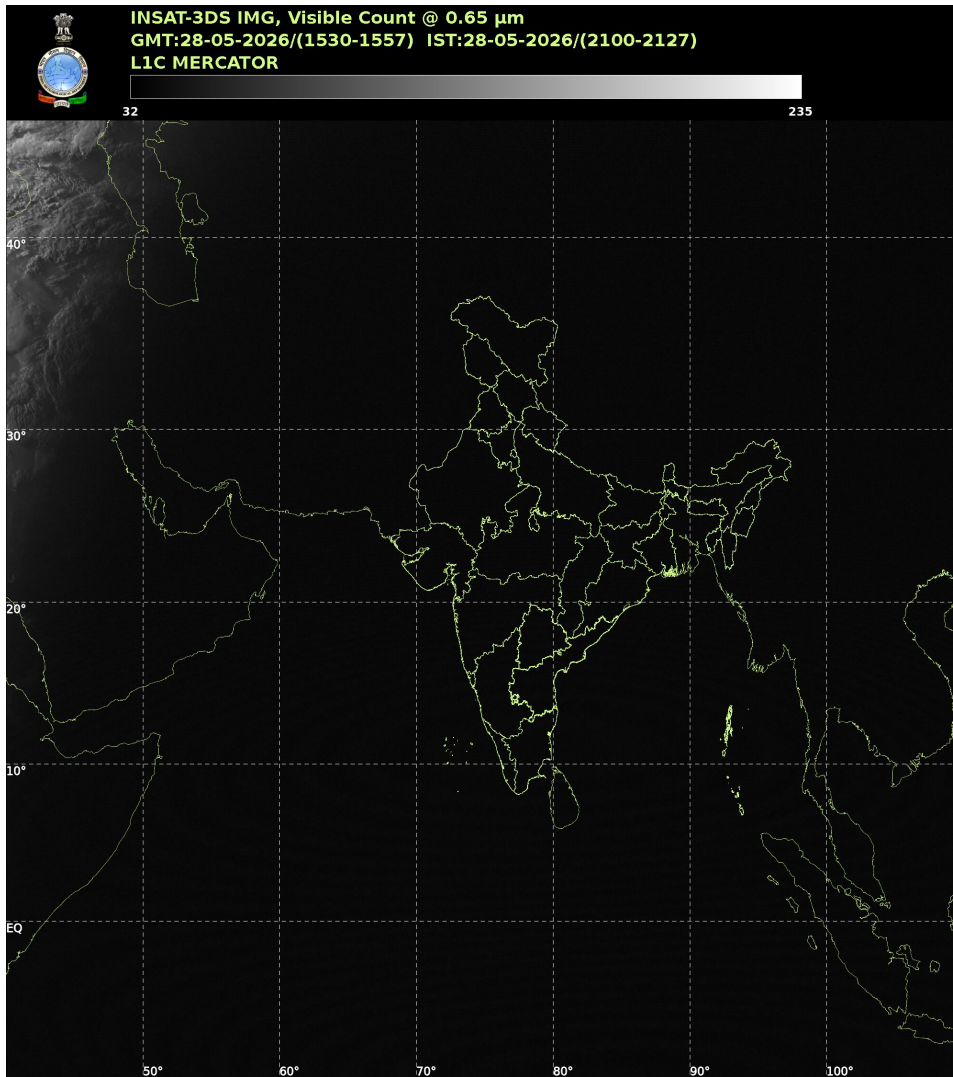 INSAT-3DS IMG, Visible Count @ 0.65 μm
GMT:28-05-2026/(1530-1557) IST:28-05-2026/(2100-2127)
L1C MERCATOR
32 235
40°
30°
20°
10°
EQ
50° 60° 70° 80° 90° 100°